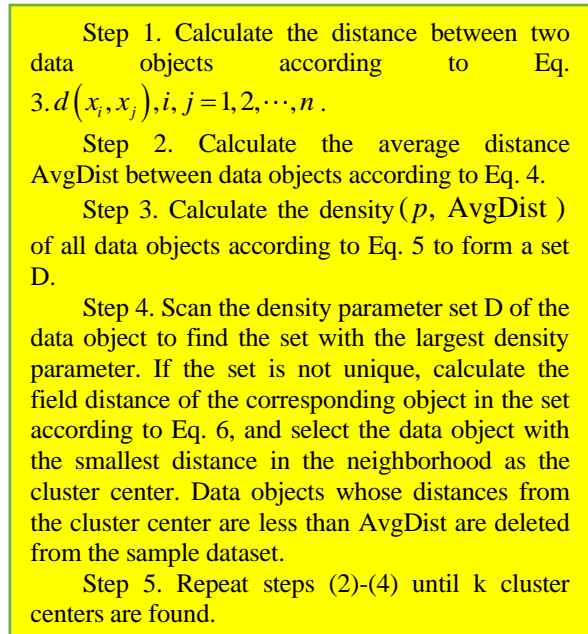 Step 1. Calculate the distance between two
data objects according to Eq.
3. d(x_i, x_j), i, j = 1, 2, ⋯, n .
Step 2. Calculate the average distance
AvgDist between data objects according to Eq. 4.
Step 3. Calculate the density (p, AvgDist )
of all data objects according to Eq. 5 to form a set
D.
Step 4. Scan the density parameter set D of the
data object to find the set with the largest density
parameter. If the set is not unique, calculate the
field distance of the corresponding object in the set
according to Eq. 6, and select the data object with
the smallest distance in the neighborhood as the
cluster center. Data objects whose distances from
the cluster center are less than AvgDist are deleted
from the sample dataset.
Step 5. Repeat steps (2)-(4) until k cluster
centers are found.